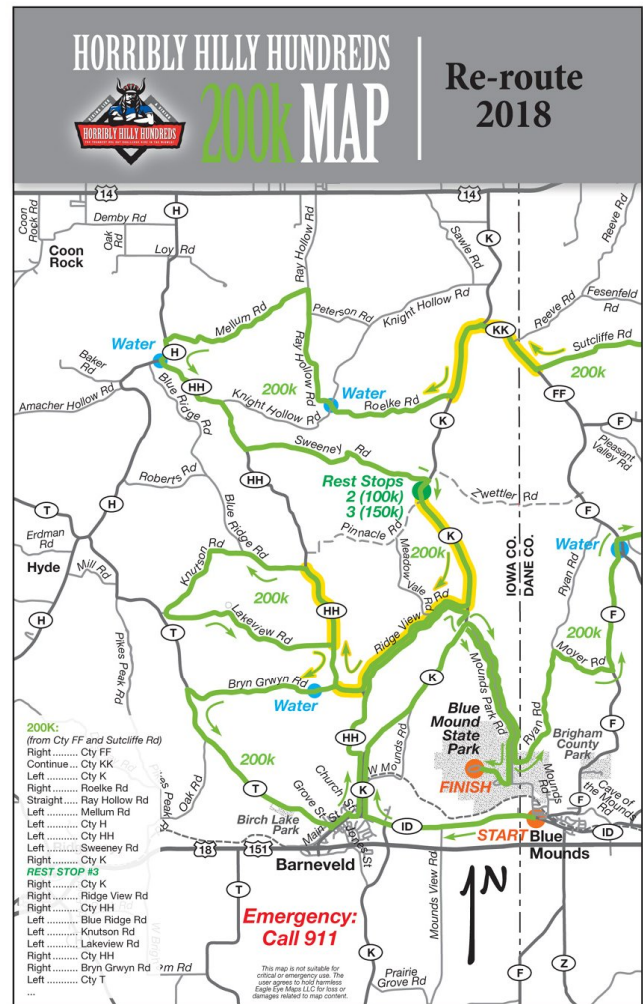 HORRIBLY HILLY HUNDREDS
200k MAP
Re-route
2018
HORRIBLY HILLY HUNDREDS
14
14
H
K
Coon
Rock Rd
Demby Rd
Oak
Rd
Loy Rd
Coon
Rock
Ray Hollow Rd
Sawle Rd
Reeve Rd
Fesenfeld
Rd
Peterson Rd
Knight Hollow Rd
Reeve Rd
KK
Sutcliffe Rd
Mellum Rd
Water
H
Ray Hollow Rd
200k
FF
Baker
Rd
HH
200k
Water
Amacher Hollow Rd
Blue Ridge Rd
Knight Hollow Rd
Roelke Rd
K
F
Pleasant
Valley Rd
Sweeney Rd
HH
Robert's Rd
Rest Stops
2 (100k)
3 (150k)
Zwettler Rd
H
T
Blue Ridge Rd
Pinnacle Rd
K
200k
F
Erdman
Rd
Water
Hyde
Mill Rd
Knutson Rd
Meadow Vale Rd
IOWA CO.
DANE CO.
Ryan Rd
200k
HH
Lakeview Rd
Ridge View Rd
F
200k
H
T
Pikes Peak Rd
Moyer Rd
Bryn Grwyn Rd
Water
K
Mounds Park Rd
Blue
Mound
State
Park
Ryan Rd
Brigham
County
Park
F
HH
200k
T
Oak Rd
Pikes Peak Rd
W Mounds Rd
FINISH
Mounds
Rd
Cave of
the Mounds
Rd
F
Church St
K
Grove St
Birch Lake
Park
Main St
Jones St
ID
START
Blue
Mounds
ID
18
151
Barneveld
T
Mounds View Rd
N
Emergency:
Call 911
K
Prairie
Grove Rd
F
Z
This map is not suitable for
critical or emergency use. The
user agrees to hold harmless
Eagle Eye Maps LLC for loss or
damages related to map content.
200K:
(from Cty FF and Sutcliffe Rd)
Right .......... Cty FF
Continue ... Cty KK
Left ............ Cty K
Right .......... Roelke Rd
Straight ..... Ray Hollow Rd
Left ............ Mellum Rd
Left ............ Cty H
Left ............ Cty HH
Left ............ Sweeney Rd
Right .......... Cty K
REST STOP #3
Right .......... Cty K
Right .......... Ridge View Rd
Right .......... Cty HH
Left ............ Blue Ridge Rd
Left ............ Knutson Rd
Left ............ Lakeview Rd
Right .......... Cty HH
Right .......... Bryn Grwyn Rd
Left ............ Cty T
...